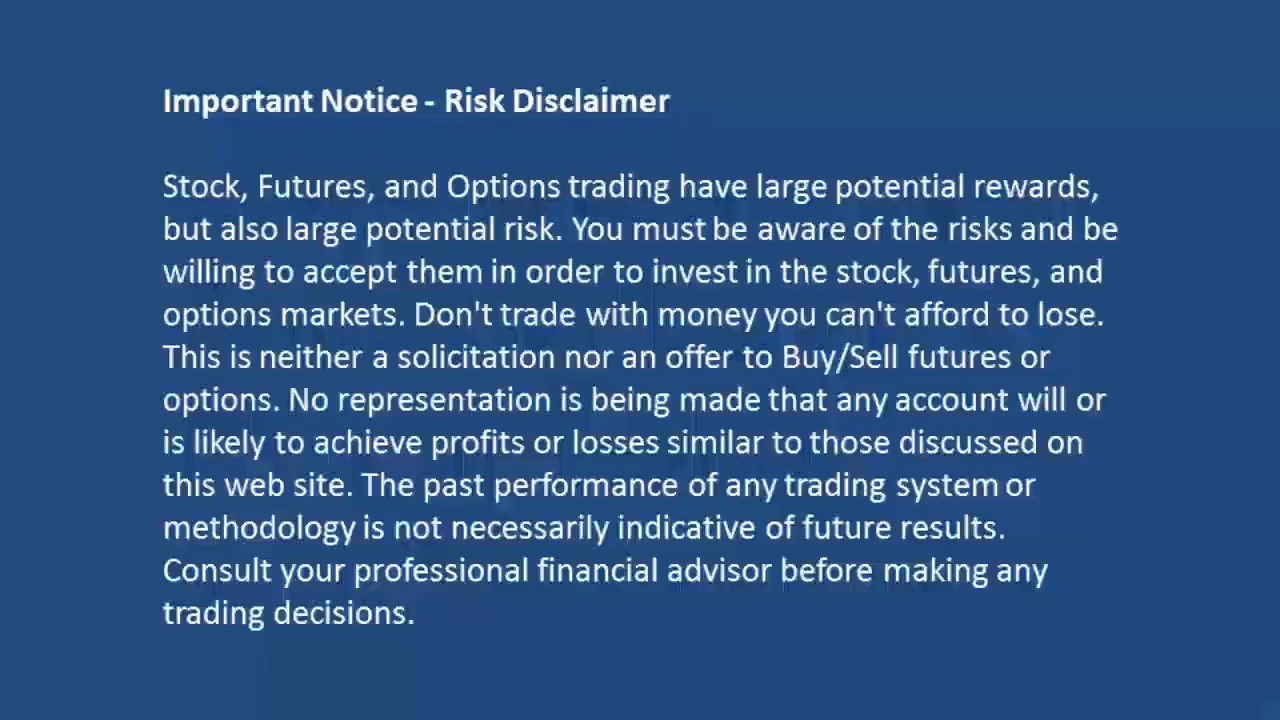 Important Notice - Risk Disclaimer
Stock, Futures, and Options trading have large potential rewards,
but also large potential risk. You must be aware of the risks and be
willing to accept them in order to invest in the stock, futures, and
options markets. Don't trade with money you can't afford to lose.
This is neither a solicitation nor an offer to Buy/Sell futures or
options. No representation is being made that any account will or
is likely to achieve profits or losses similar to those discussed on
this web site. The past performance of any trading system or
methodology is not necessarily indicative of future results.
Consult your professional financial advisor before making any
trading decisions.